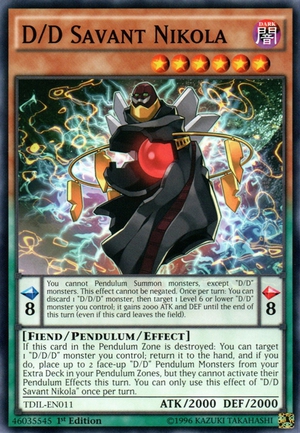 D/D Savant Nikola
DARK
闇
You cannot Pendulum Summon monsters, except "D/D"
monsters. This effect cannot be negated. Once per turn: You can
discard 1 "D/D/D" monster, then target 1 Level 6 or lower "D/D"
monster you control; it gains 2000 ATK and DEF until the end of
this turn (even if this card leaves the field).
8
8
[FIEND/PENDULUM/EFFECT]
If this card in the Pendulum Zone is destroyed: You can target
1 "D/D/D" monster you control; return it to the hand, and if you
do, place up to 2 face-up "D/D" Pendulum Monsters from your
Extra Deck in your Pendulum Zones, but they cannot activate their
Pendulum Effects this turn. You can only use this effect of "D/D
Savant Nikola" once per turn.
ATK/2000 DEF/2000
TDIL-EN011
46035545 1st Edition ©1996 KAZUKI TAKAHASHI